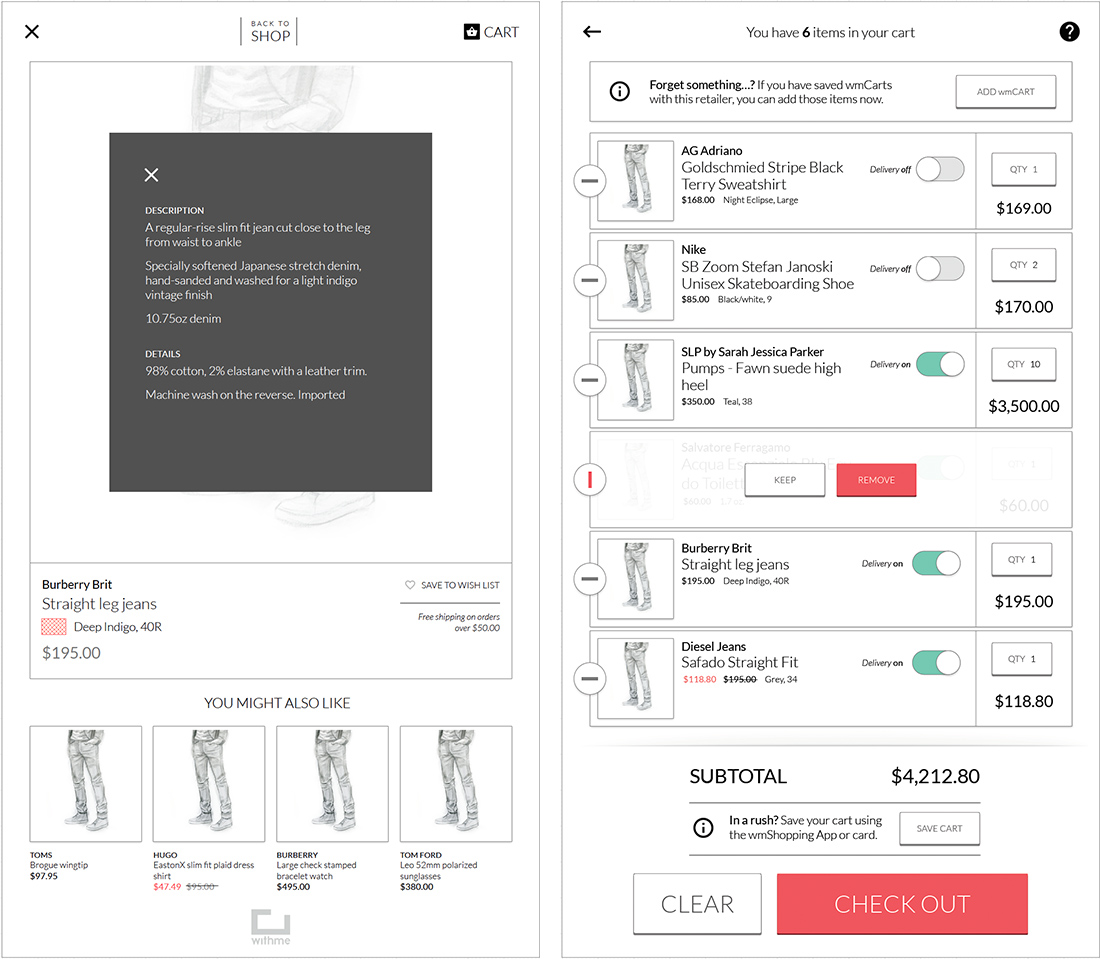 BACK TO
SHOP
CART
DESCRIPTION
A regular-rise slim fit jean cut close to the leg
from waist to ankle
Specially softened Japanese stretch denim,
hand-sanded and washed for a light indigo
vintage finish
10.75oz denim
DETAILS
98% cotton, 2% elastane with a leather trim.
Machine wash on the reverse. Imported
Burberry Brit
Straight leg jeans
Deep Indigo, 40R
$195.00
SAVE TO WISH LIST
Free shipping on orders
over $50.00
YOU MIGHT ALSO LIKE
TOMS
Brogue wingtip
$97.95
HUGO
EastonX slim fit plaid dress
shirt
$47.49 $95.00
BURBERRY
Large check stamped
bracelet watch
$495.00
TOM FORD
Leo 52mm polarized
sunglasses
$380.00
withme
You have 6 items in your cart
?
Forget something...? If you have saved wmCarts
with this retailer, you can add those items now.
ADD wmCART
AG Adriano
Goldschmied Stripe Black
Terry Sweatshirt
$168.00 Night Eclipse, Large
Delivery off
QTY 1
$169.00
Nike
SB Zoom Stefan Janoski
Unisex Skateboarding Shoe
$85.00 Black/white, 9
Delivery off
QTY 2
$170.00
SLP by Sarah Jessica Parker
Pumps - Fawn suede high
heel
$350.00 Teal, 38
Delivery on
QTY 10
$3,500.00
Salvatore Ferragamo
Acqua
do
$60.00 1.7
KEEP
REMOVE
QTY 1
$60.00
Burberry Brit
Straight leg jeans
$195.00 Deep Indigo, 40R
Delivery on
QTY 1
$195.00
Diesel Jeans
Safado Straight Fit
$118.80 $195.00 Grey, 34
Delivery on
QTY 1
$118.80
SUBTOTAL
$4,212.80
In a rush? Save your cart using
the wmShopping App or card.
SAVE CART
CLEAR
CHECK OUT